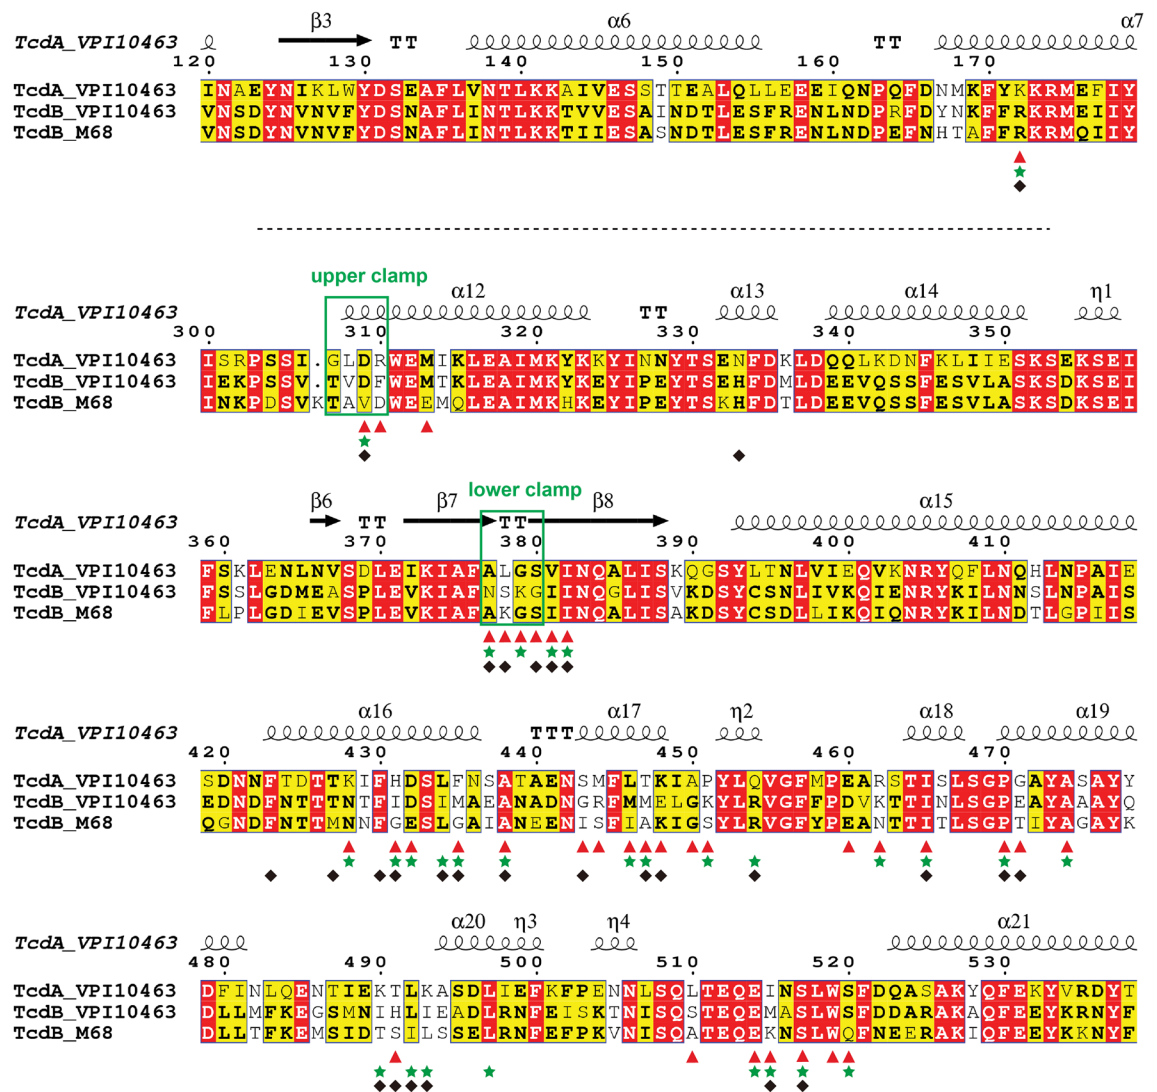 β3 α6 α7
TcdA_VPI10463 TT TT
120 130 140 150 160 170
TcdA_VPI10463 INAEYNIKLWYDSEAFLVNTLKKAIVESSTTEALQLLEEEIQNPQFDNMKFYKKRMEFIY
TcdB_VPI10463 VNSDYNVNVFYDSNAFLINTLKKTVVESAINDTLESFRENLNDPRFDYNKFFRKRMEIIY
TcdB_M68 VNSDYNVNVFYDSNAFLINTLKKTIIESASNDTLESFRENLNDPEFNHTAFFRKRMQIIY
upper clamp
α12 α13 α14 η1
TcdA_VPI10463 TT
300 310 320 330 340 350
TcdA_VPI10463 ISRPSSI.GLDRWEMIKLEAIMKYKKYINNYTSENFDKLDQQLKDNFKLIIESKSEKSEI
TcdB_VPI10463 IEKPSSV.TVDFWEMTKLEAIMKYKEYIPEYTSEHFDMLDEEVQSSFESVLASKSDKSEI
TcdB_M68 INKPDSVKTAVDWEEMQLEAIMKHKEYIPEYTSKHFDTLDEEVQSSFESVLASKSDKSEI
lower clamp
β6 β7 β8 α15
TcdA_VPI10463 TT TT
360 370 380 390 400 410
TcdA_VPI10463 FSKLENLNVSDLEIKIAFALGSVINQALISKQGSYLTNLVIEQVKNRYQFLNQHLNPAIE
TcdB_VPI10463 FSSLGDMEASPLEVKIAFNSKGIINQGLISVKDSYCSNLIVKQIENRYKILNNSLNPAIS
TcdB_M68 FLPLGDIEVSPLEVKIAFAKGSIINQALISAKDSYCSDLLIKQIQNRYKILNDTLGPIIS
α16 α17 η2 α18 α19
TcdA_VPI10463 TTT
420 430 440 450 460 470
TcdA_VPI10463 SDNNFTDTTKIFHDSLFNSATAENSMFLTKIAPYLQVGFMPEARSTISLSGPGAYASAYY
TcdB_VPI10463 EDNDFNTTTNTFIDSIMAEANADNGRFMMELGKYLRVGFFPDVKTTINLSGPEAYAAAYQ
TcdB_M68 QGNDFNTTMNNFGESLGAIANEENISFIAKIGSYLRVGFYPEANTTITLSGPTIYAGAYK
α20 η3 η4 α21
TcdA_VPI10463
480 490 500 510 520 530
TcdA_VPI10463 DFINLQENTIEKTLKASDLIEFKFPENNLSQLTEQEINSLWSFDQASAKYQFEKYVRDYT
TcdB_VPI10463 DLLMFKEGSMNIHLIEADLRNFEISKTNISQSTEQEMASLWSFDDARAKAQFEEYKRNYF
TcdB_M68 DLLTFKEGSIDTSILSSELRNFEFPKVNISQATEQEKNSLWQFNEERAKIQFEEYKKNYF